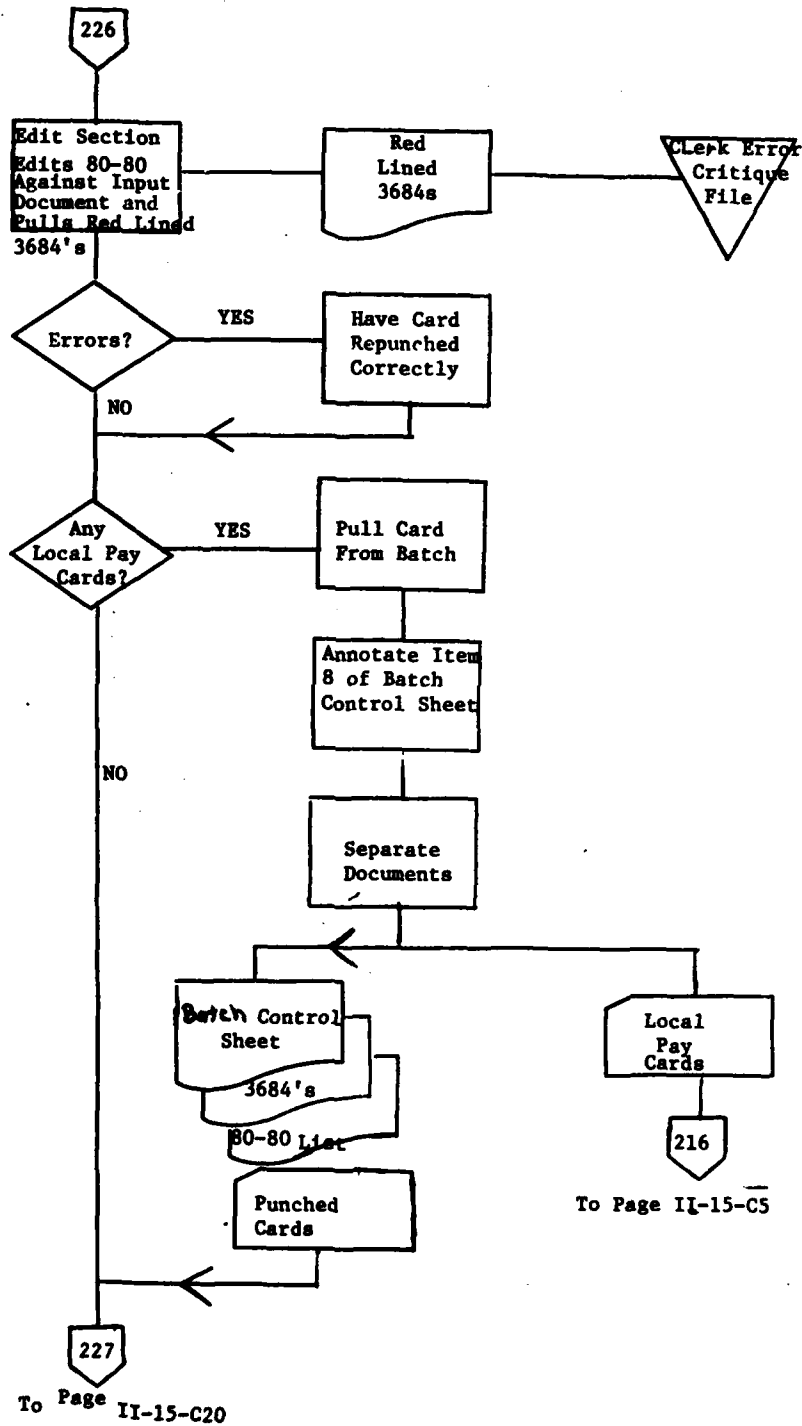 226
Edit Section
Edits 80-80
Against Input
Document and
Pulls Red Lined
3684's
Red
Lined
3684s
CLerk Error
Critique
File
Errors?
YES
Have Card
Repunched
Correctly
NO
Any
Local Pay
Cards?
YES
Pull Card
From Batch
Annotate Item
8 of Batch
Control Sheet
NO
Separate
Documents
Batch Control
Sheet
3684's
80-80 List
Local
Pay
Cards
216
To Page II-15-C5
Punched
Cards
227
To Page II-15-C20